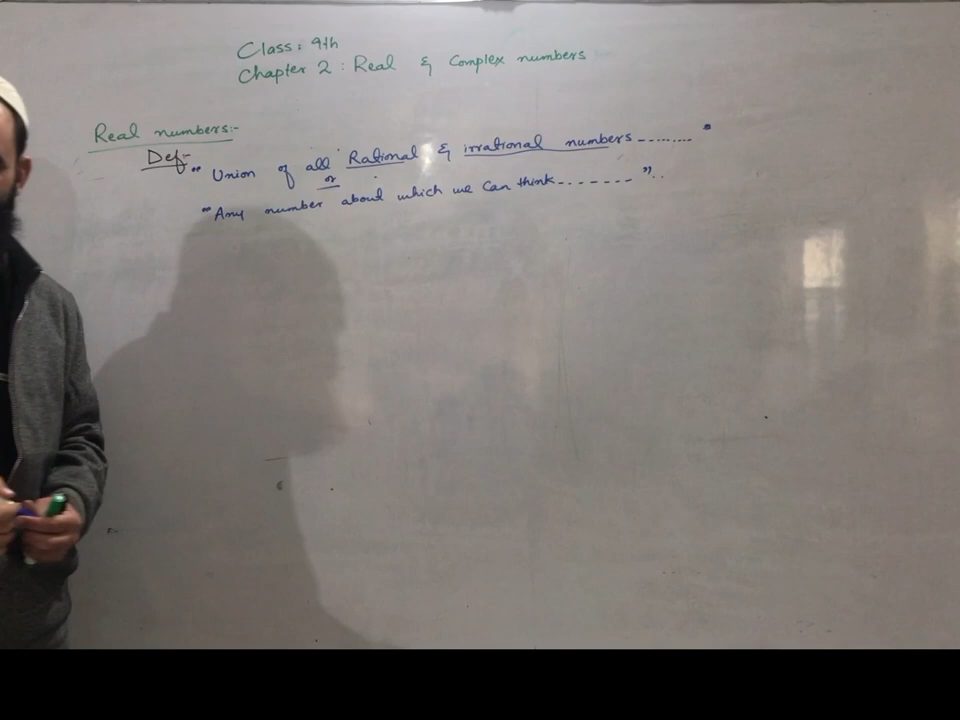 Class: 9th
Chapter 2: Real & Complex numbers
Real numbers:-
Def:- "Union of all Rational & irrational numbers ........."
or
"Any number about which we can think-------"..